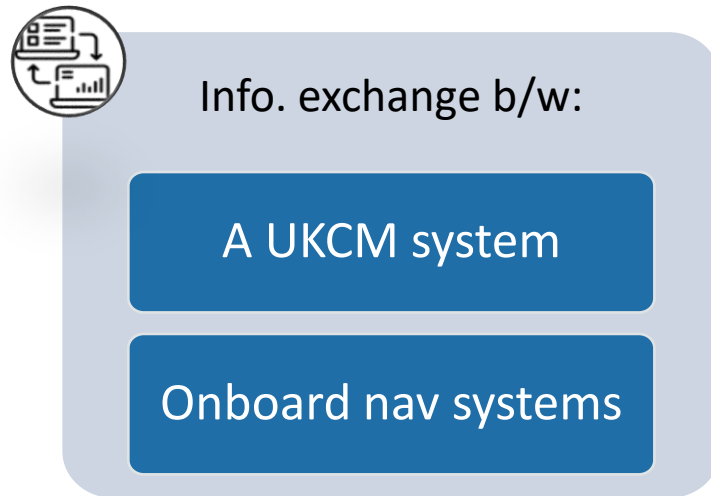 Info. exchange b/w:
A UKCM system
Onboard nav systems